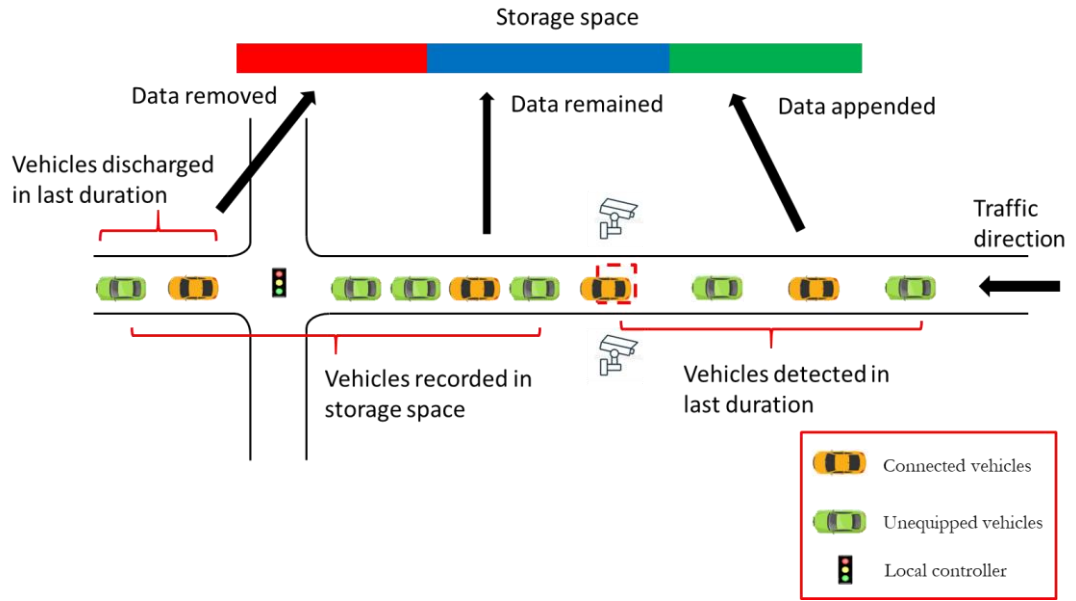 Storage space
Data removed
Data remained
Data appended
Vehicles discharged
in last duration
Traffic
direction
Vehicles recorded in
storage space
Vehicles detected in
last duration
Connected vehicles
Unequipped vehicles
Local controller